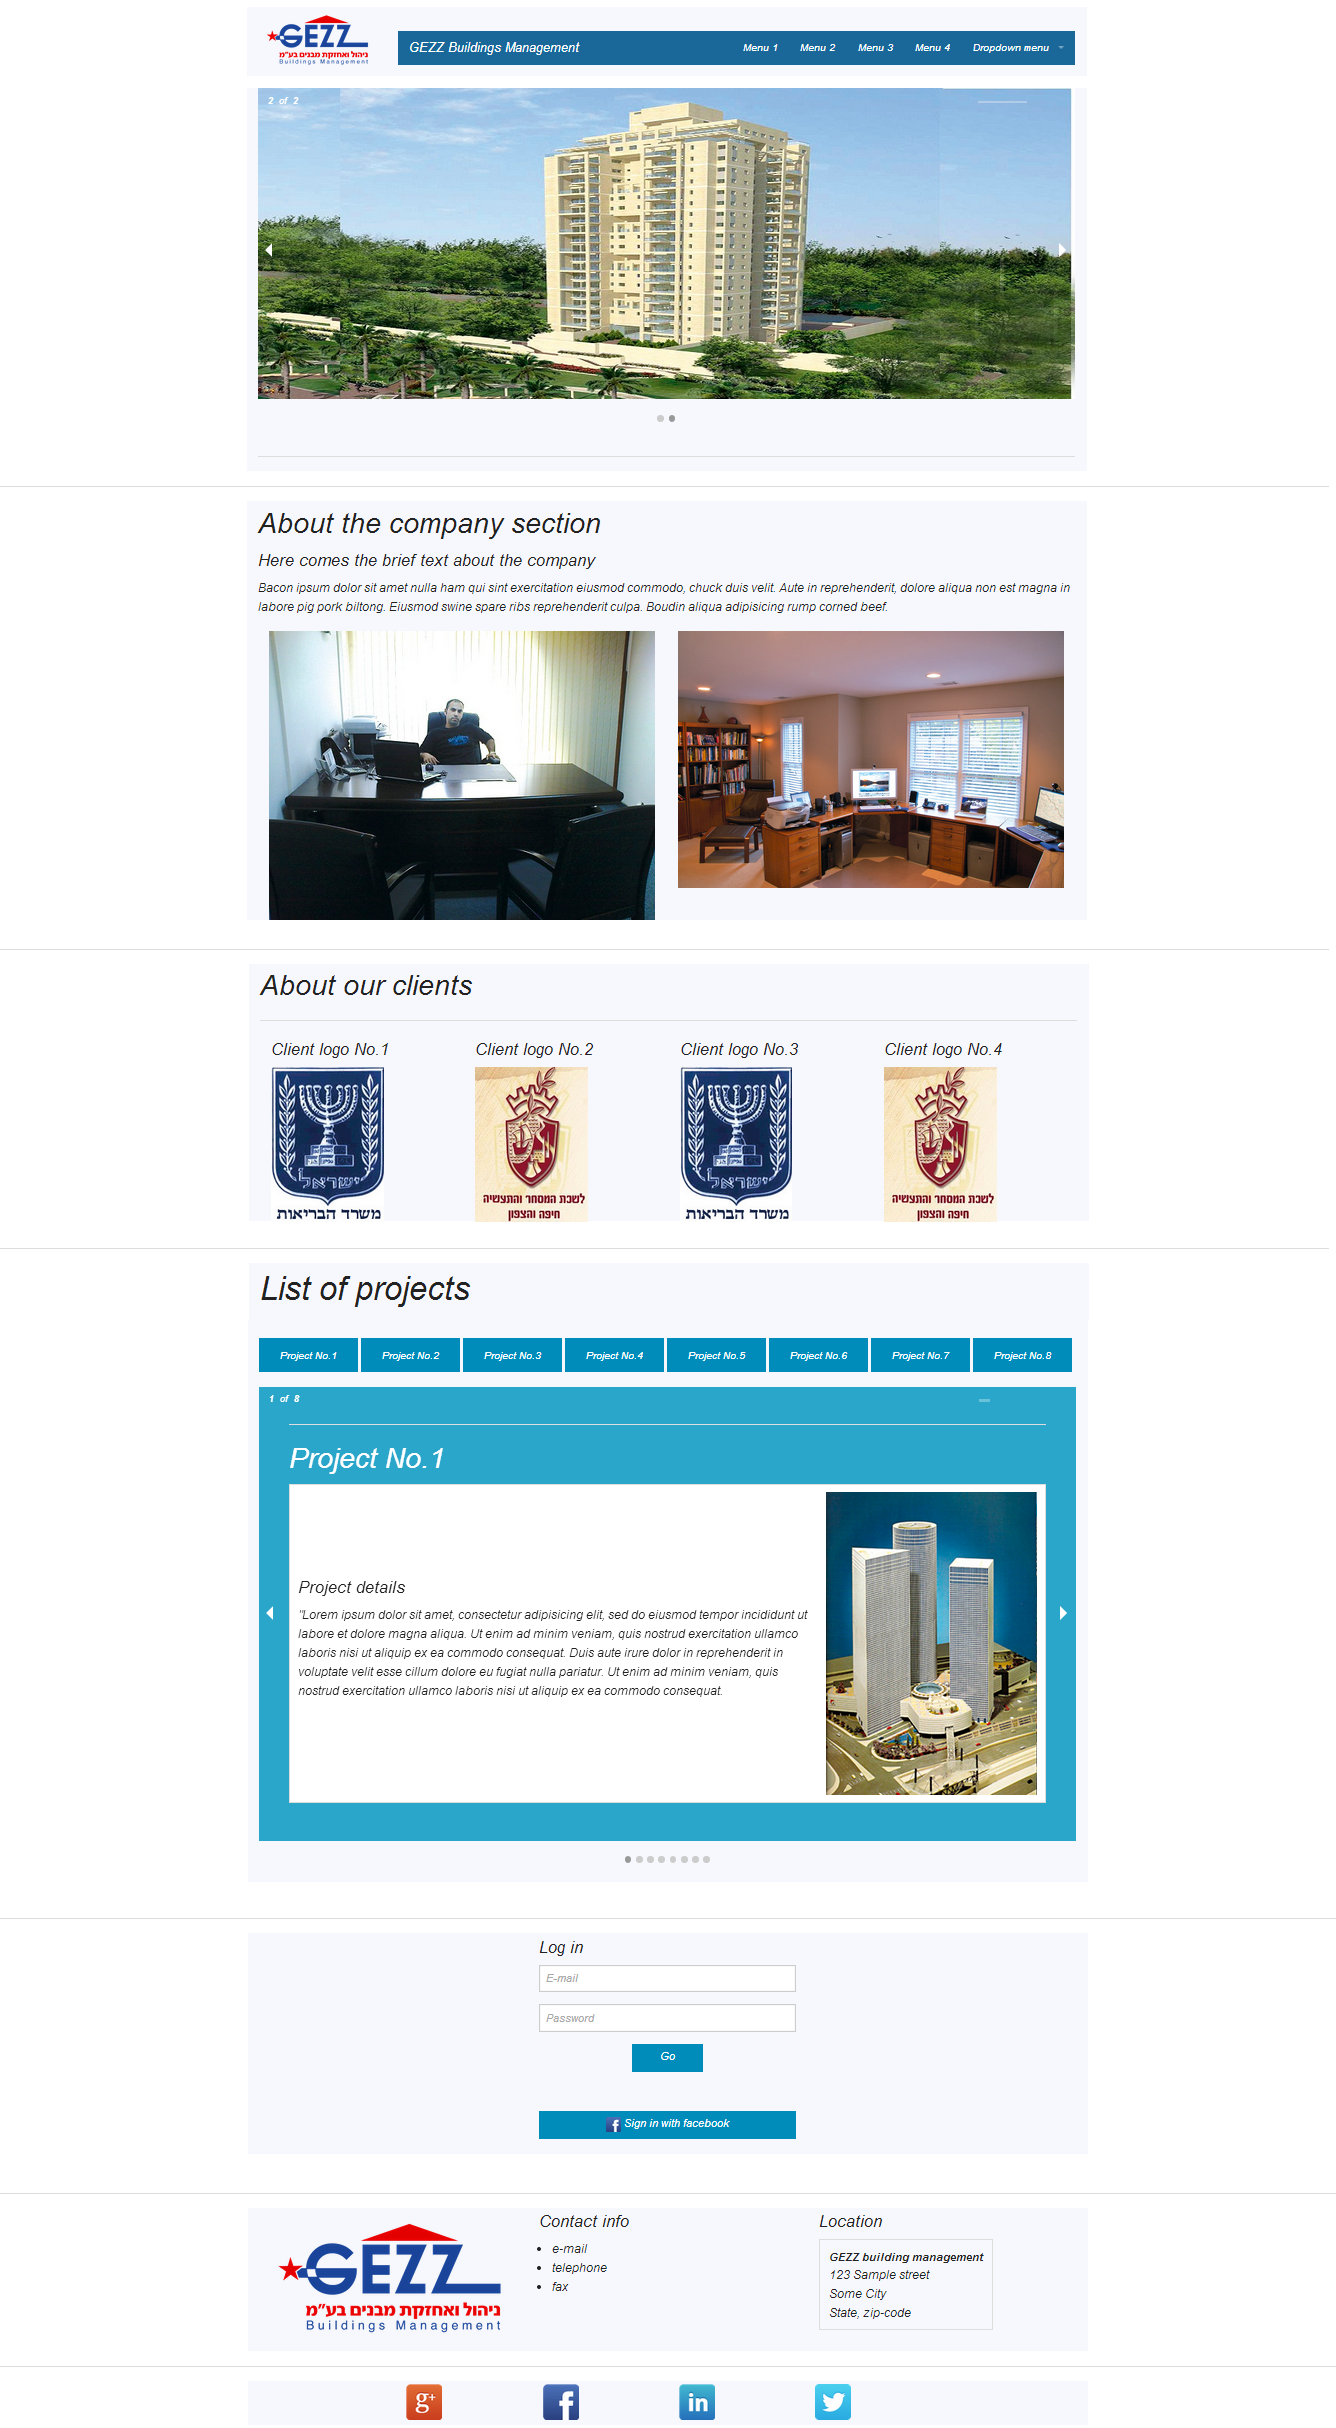 GEZZ
ניהול ואחזקת מבנים בע"מ
Buildings Management
GEZZ Buildings Management
Menu 1
Menu 2
Menu 3
Menu 4
Dropdown menu
2 of 2
About the company section
Here comes the brief text about the company
Bacon ipsum dolor sit amet nulla ham qui sint exercitation eiusmod commodo, chuck duis velit. Aute in reprehenderit, dolore aliqua non est magna in
labore pig pork biltong. Eiusmod swine spare ribs reprehenderit culpa. Boudin aliqua adipisicing rump corned beef.
About our clients
Client logo No.1
Client logo No.2
Client logo No.3
Client logo No.4
ישראל
משרד הבריאות
לשכת המסחר והתעשיה
חיפה והצפון
ישראל
משרד הבריאות
לשכת המסחר והתעשיה
חיפה והצפון
List of projects
Project No.1
Project No.2
Project No.3
Project No.4
Project No.5
Project No.6
Project No.7
Project No.8
1 of 8
Project No.1
Project details
"Lorem ipsum dolor sit amet, consectetur adipisicing elit, sed do eiusmod tempor incididunt ut
labore et dolore magna aliqua. Ut enim ad minim veniam, quis nostrud exercitation ullamco
laboris nisi ut aliquip ex ea commodo consequat. Duis aute irure dolor in reprehenderit in
voluptate velit esse cillum dolore eu fugiat nulla pariatur. Ut enim ad minim veniam, quis
nostrud exercitation ullamco laboris nisi ut aliquip ex ea commodo consequat.
Log in
E-mail
Password
Go
f Sign in with facebook
GEZZ
ניהול ואחזקת מבנים בע"מ
Buildings Management
Contact info
e-mail
telephone
fax
Location
GEZZ building management
123 Sample street
Some City
State, zip-code
g+
f
in